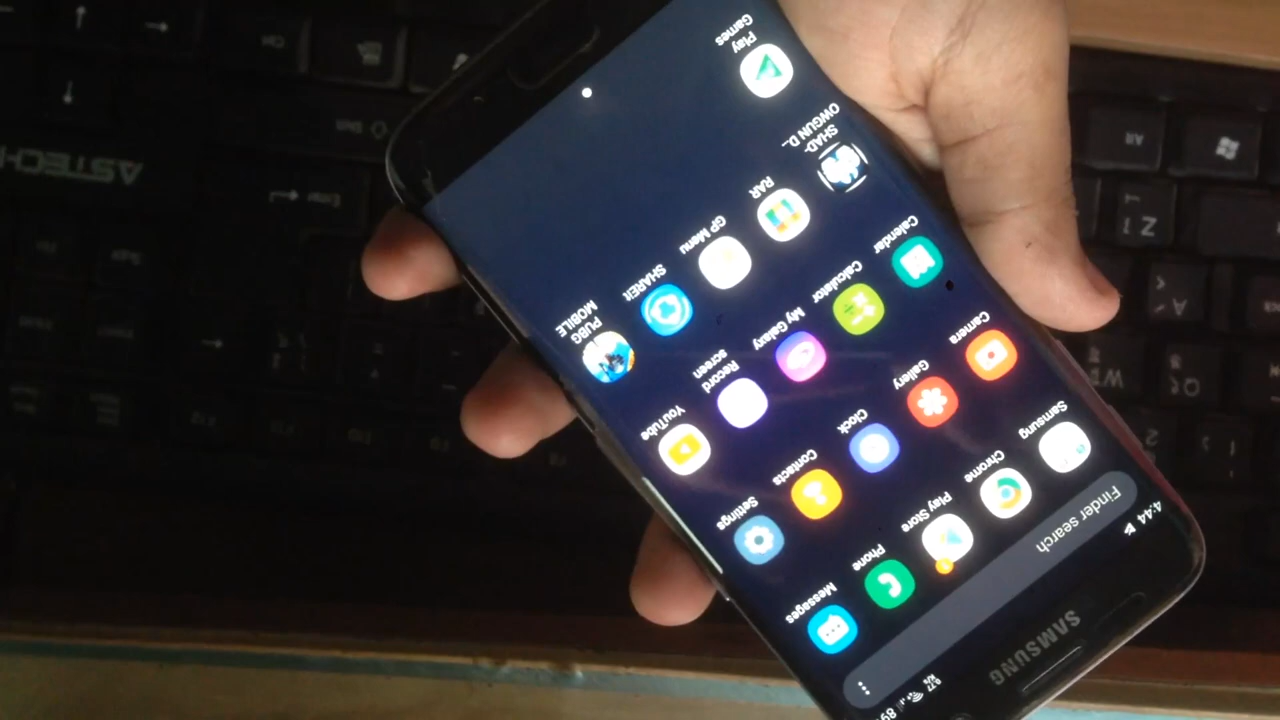 SAMSUNG
4:44
Finder search
Samsung
Chrome
Play Store
Phone
Messages
Camera
Gallery
Clock
Contacts
Settings
Calendar
Calculator
My Galaxy
Record
screen
YouTube
SHAD-
OWGUN D...
RAR
GP Menu
SHAREit
PUBG
MOBILE
Play
Games
Enter